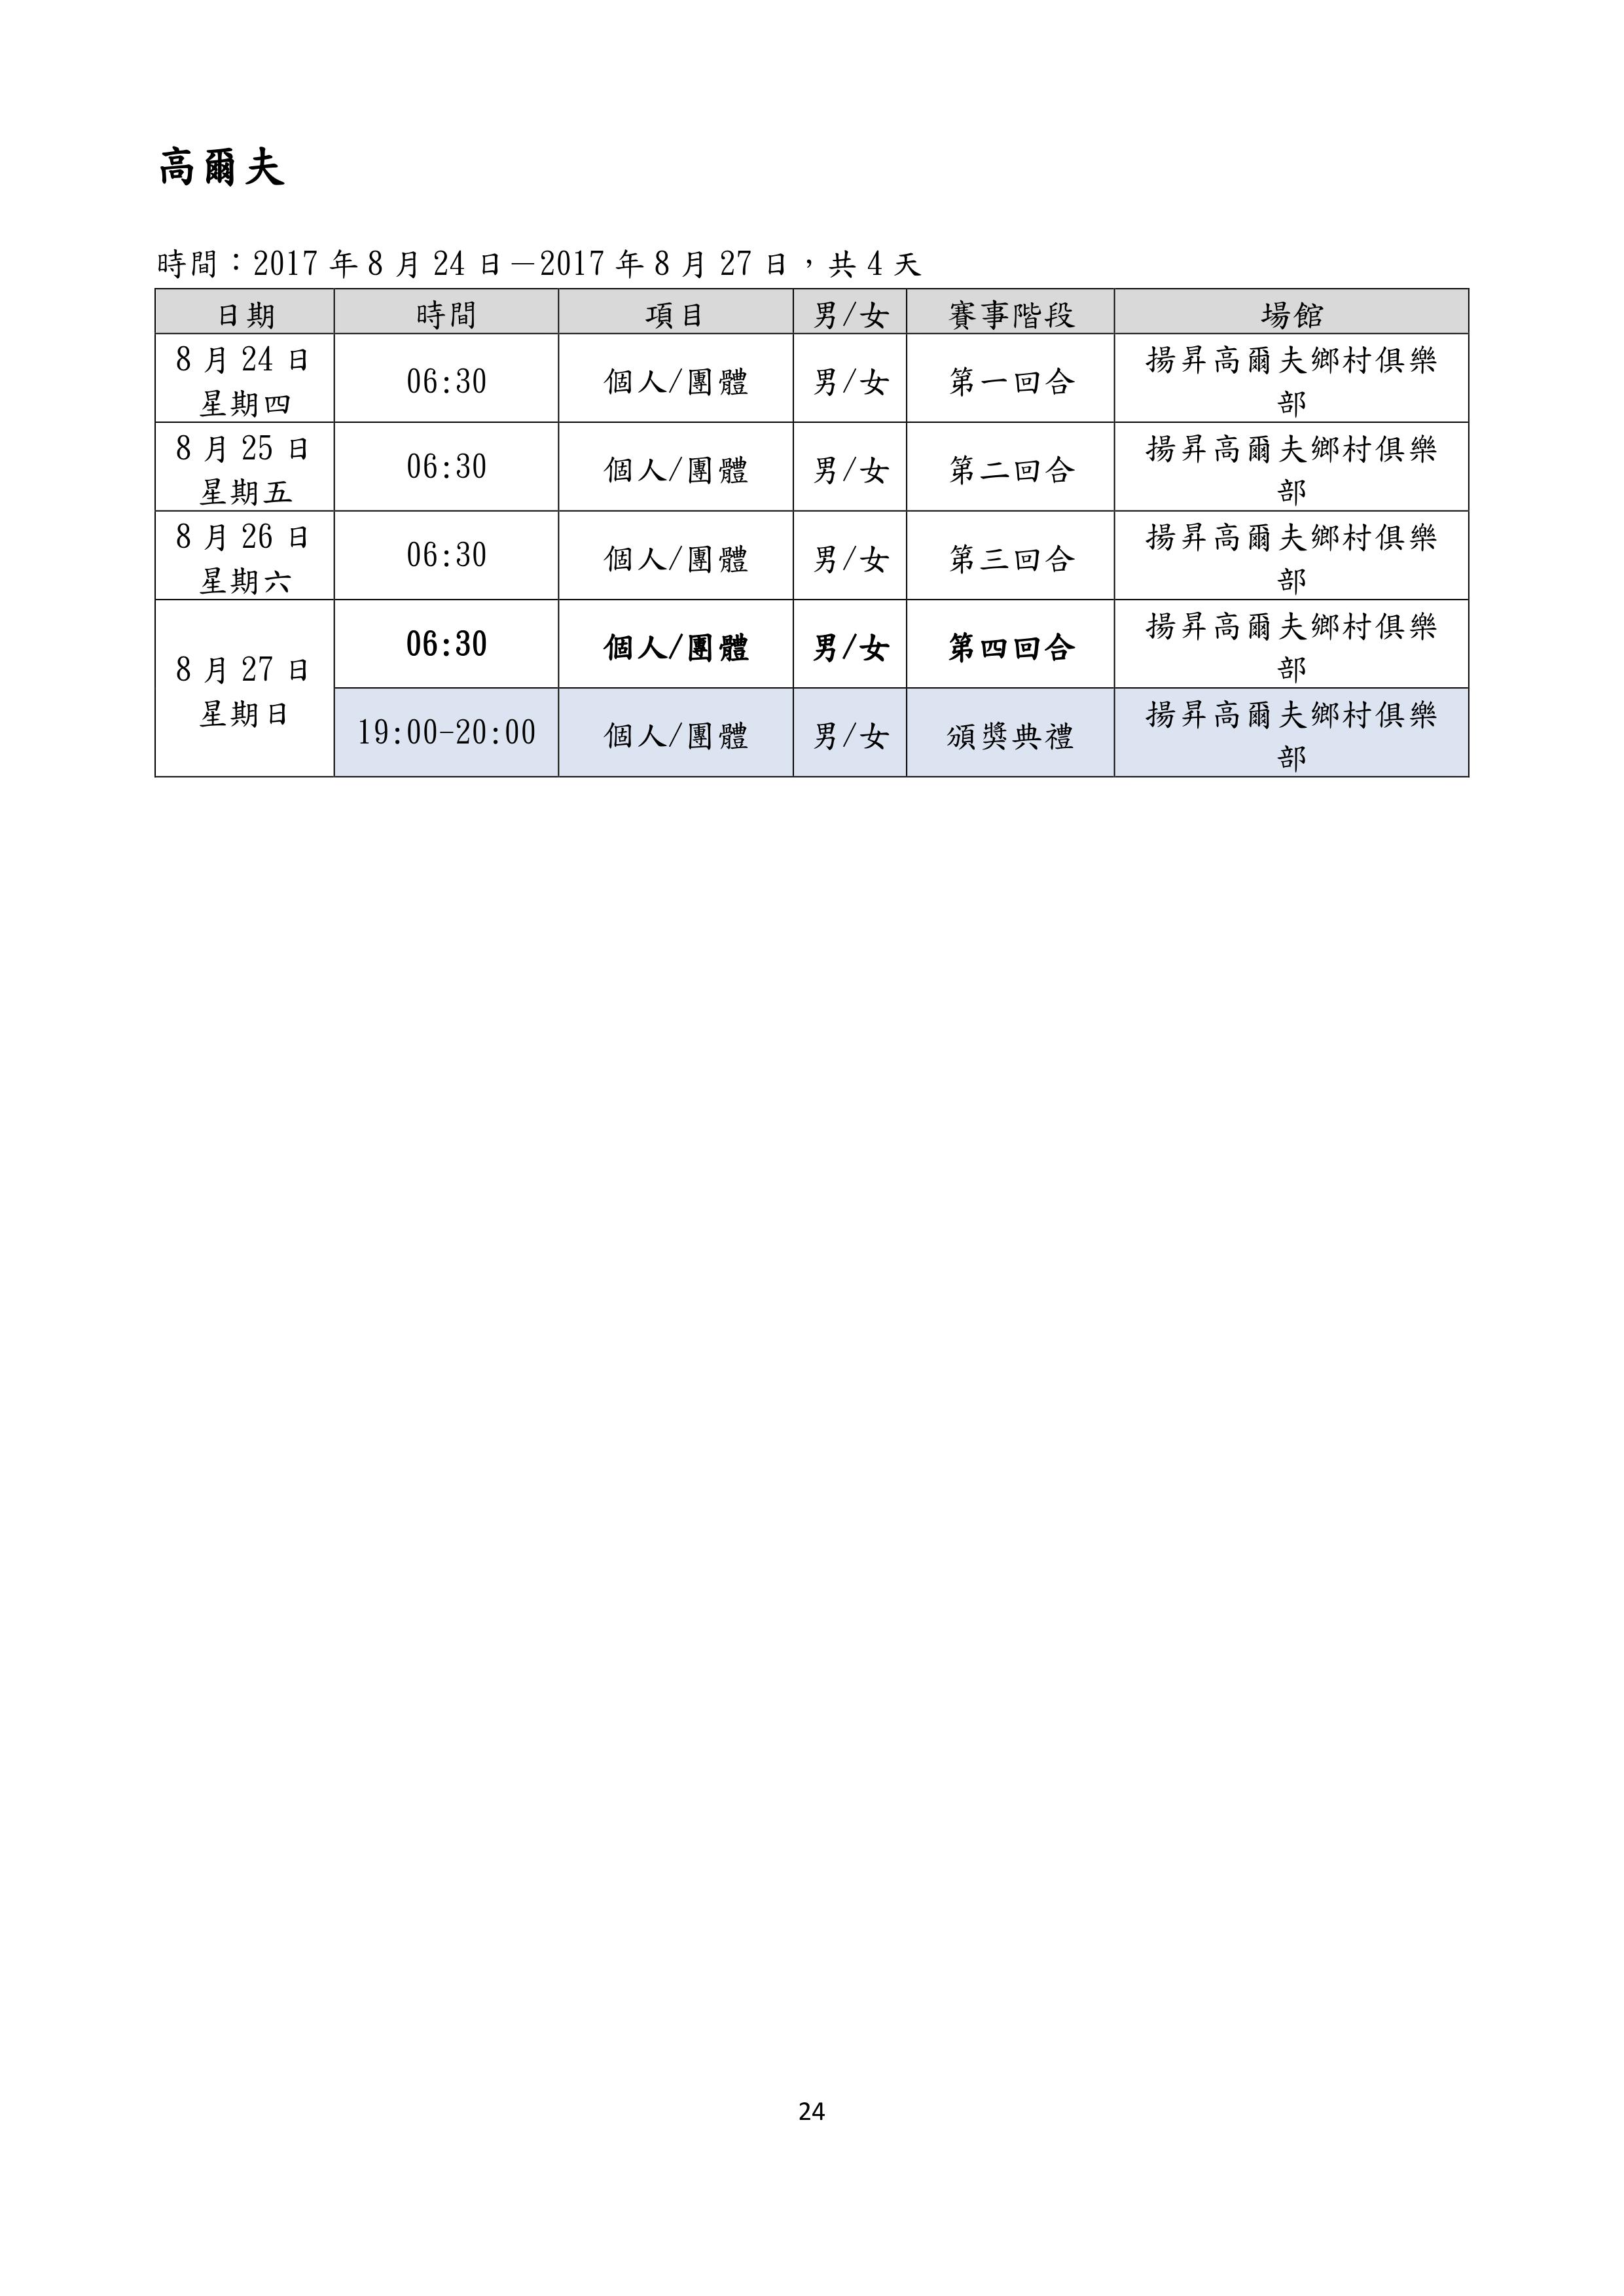 高爾夫
時間：2017 年 8 月 24 日－2017 年 8 月 27 日，共 4 天
日期 時間 項目 男/女 賽事階段 場館
8 月 24 日
星期四
06:30 個人/團體 男/女 第一回合
揚昇高爾夫鄉村俱樂
部
8 月 25 日
星期五
06:30 個人/團體 男/女 第二回合
揚昇高爾夫鄉村俱樂
部
8 月 26 日
星期六
06:30 個人/團體 男/女 第三回合
揚昇高爾夫鄉村俱樂
部
8 月 27 日
星期日
06:30 個人/團體 男/女 第四回合
揚昇高爾夫鄉村俱樂
部
19:00-20:00 個人/團體 男/女 頒獎典禮
揚昇高爾夫鄉村俱樂
部
24